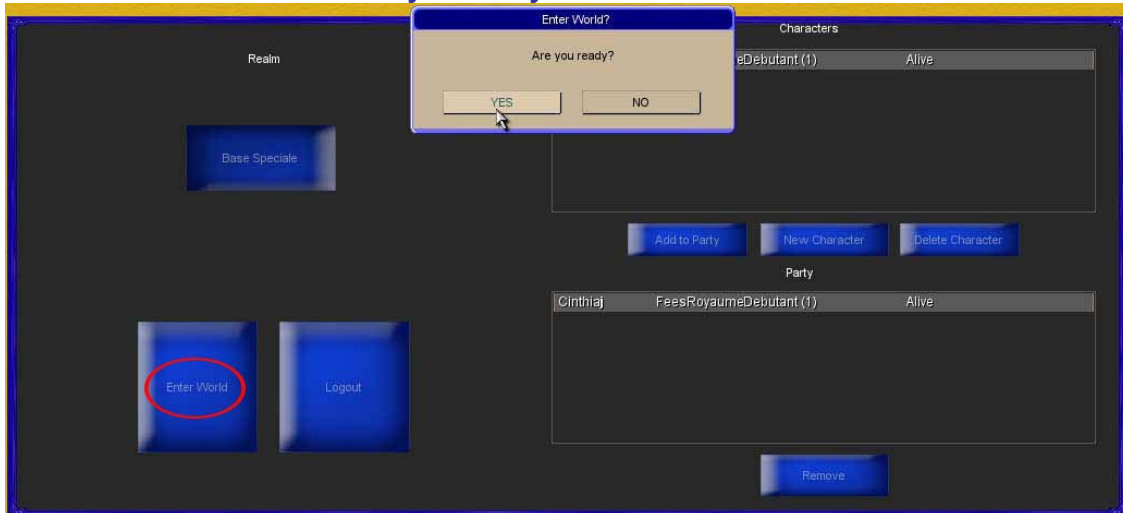 Enter World?
Are you ready?
YES NO
Realm
Base Speciale
Enter World Logout
Characters
eDebutant (1) Alive
Add to Party New Character Delete Character
Party
Cinthiaj FeesRoyaumeDebutant (1) Alive
Remove